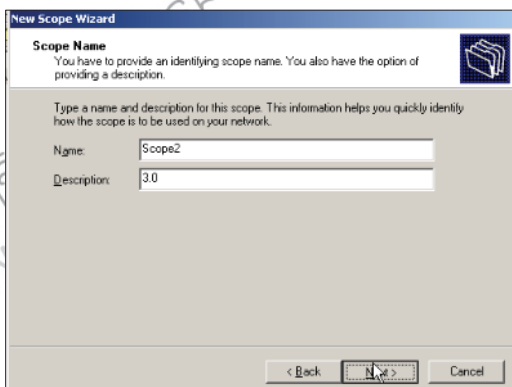 New Scope Wizard
Scope Name
You have to provide an identifying scope name. You also have the option of
providing a description.
Type a name and description for this scope. This information helps you quickly identify
how the scope is to be used on your network.
Name: Scope2
Description: 3.0
< Back Next > Cancel